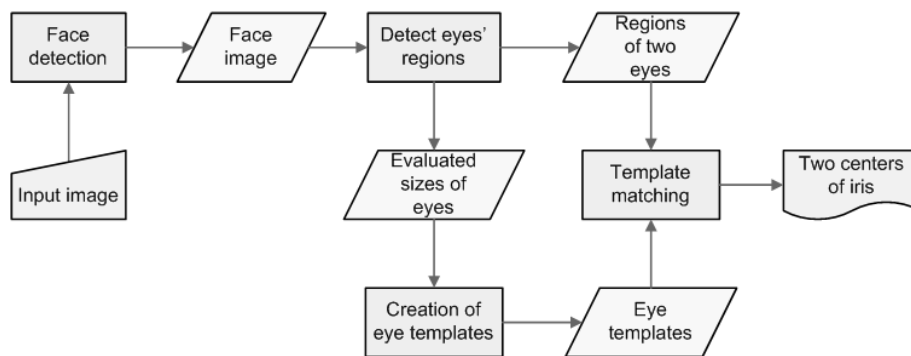 Face
detection
Face
image
Detect eyes’
regions
Regions
of two
eyes
Input image
Evaluated
sizes of
eyes
Template
matching
Two centers
of iris
Creation of
eye templates
Eye
templates